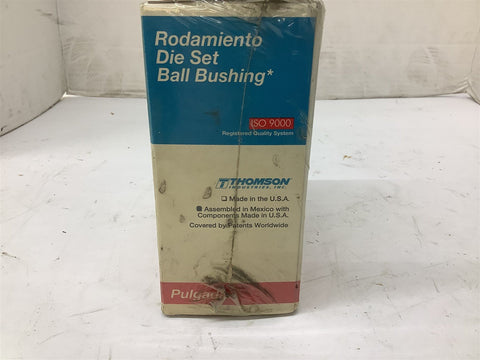 Rodamiento
Die Set
Ball Bushing*
ISO 9000
Registered Quality System
THOMSON
INDUSTRIES, INC.
Made in the U.S.A.
Assembled in Mexico with
Components Made in U.S.A.
Covered by Patents Worldwide